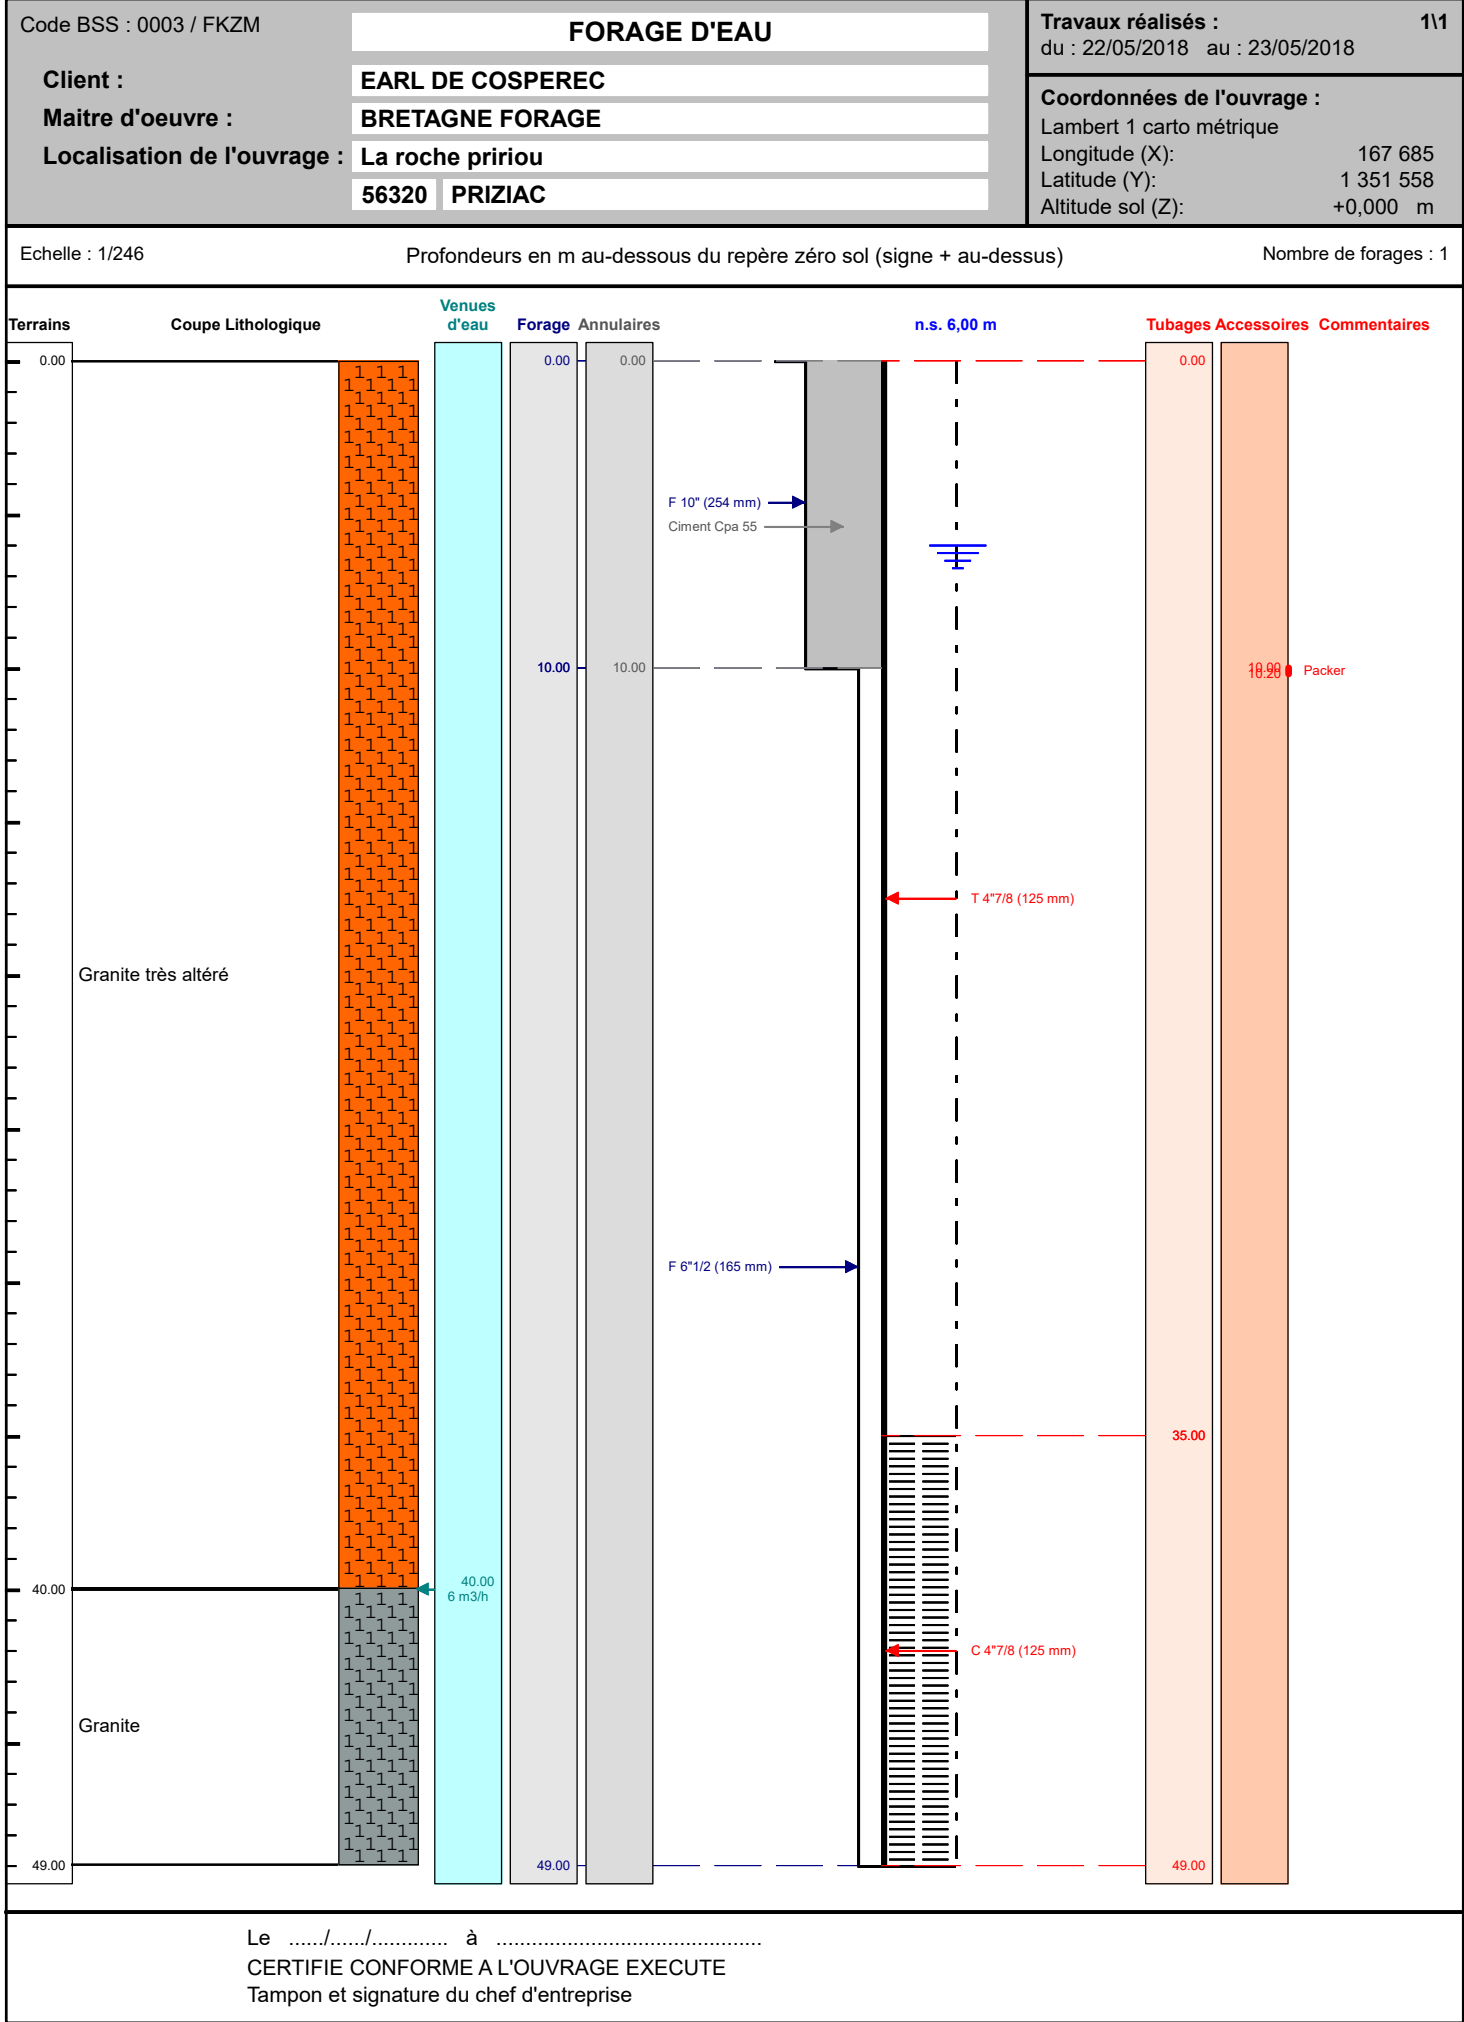 Code BSS : 0003 / FKZM
FORAGE D'EAU
Travaux réalisés : 1\1
du : 22/05/2018 au : 23/05/2018
Client : EARL DE COSPEREC
Maitre d'oeuvre : BRETAGNE FORAGE
Localisation de l'ouvrage : La roche pririou
56320 PRIZIAC
Coordonnées de l'ouvrage :
Lambert 1 carto métrique
Longitude (X): 167 685
Latitude (Y): 1 351 558
Altitude sol (Z): +0,000 m
Echelle : 1/246 Profondeurs en m au-dessous du repère zéro sol (signe + au-dessus) Nombre de forages : 1
Terrains Coupe Lithologique Venues d'eau Forage Annulaires n.s. 6,00 m Tubages Accessoires Commentaires
0.00 0.00 0.00 0.00
F 10" (254 mm)
Ciment Cpa 55
10.00 10.00 10.00 Packer
10.20
T 4"7/8 (125 mm)
Granite très altéré
F 6"1/2 (165 mm)
35.00
40.00 40.00
6 m3/h
C 4"7/8 (125 mm)
Granite
49.00 49.00 49.00
Le ....../....../............. à .............................................
CERTIFIE CONFORME A L'OUVRAGE EXECUTE
Tampon et signature du chef d'entreprise